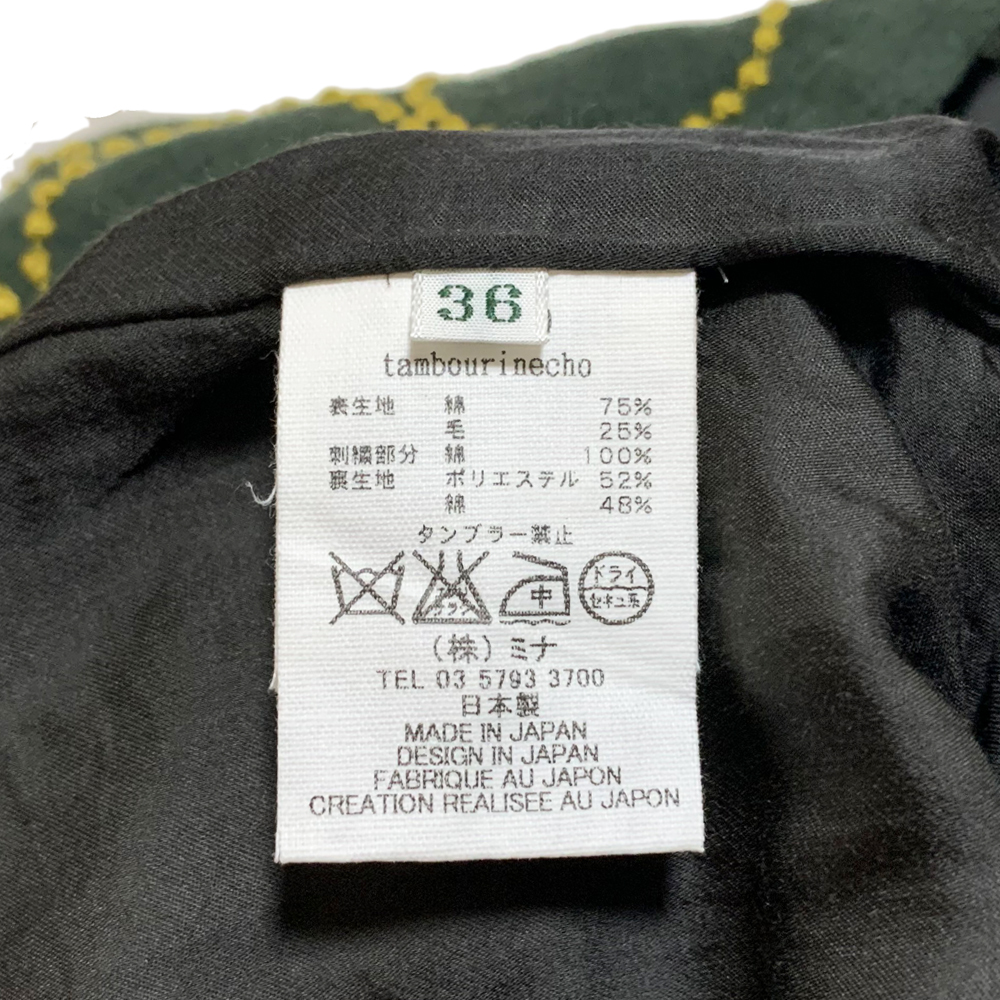 36
tambourinecho
表生地 綿 75%
毛 25%
刺繍部分 綿 100%
裏生地 ポリエステル 52%
綿 48%
タンブラー禁止
中
ドライ
セキユ系
(株)ミナ
TEL 03 5793 3700
日本製
MADE IN JAPAN
DESIGN IN JAPAN
FABRIQUE AU JAPON
CREATION REALISEE AU JAPON